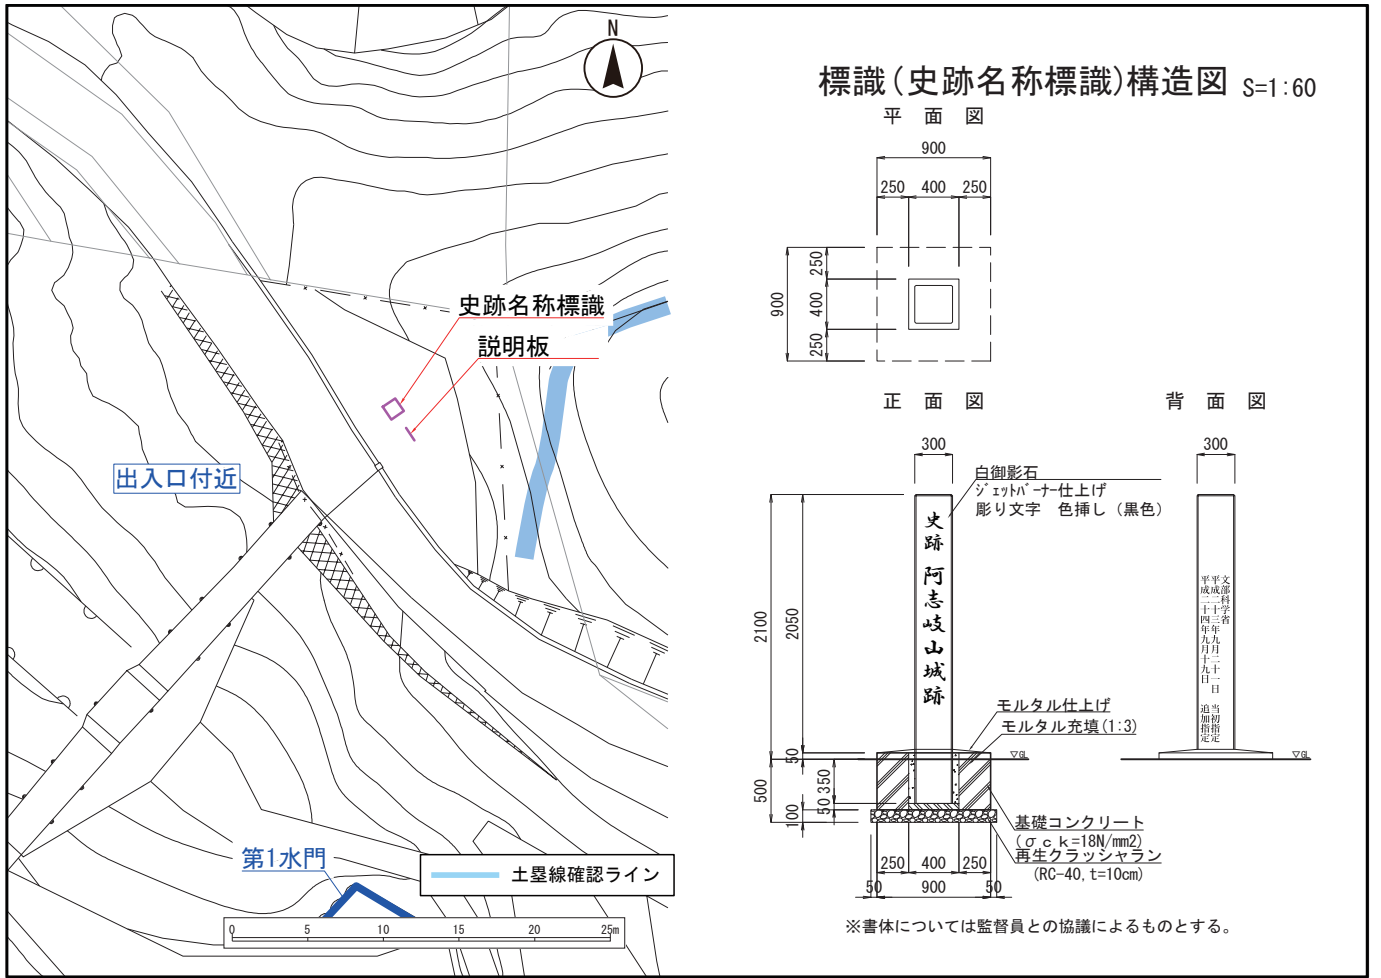 N
史跡名称標識
説明板
出入口付近
第1水門
土塁線確認ライン
0 5 10 15 20 25m
標識(史跡名称標識)構造図 S=1:60
平 面 図
900
250 400 250
900
250
400
250
正 面 図
背 面 図
300
300
白御影石
ジェットバーナー仕上げ
彫り文字 色挿し（黒色）
史跡 阿志岐山城跡
文部科学省
平成二十三年九月二十一日 当初指定
平成二十四年九月十九日 追加指定
2100
2050
モルタル仕上げ
モルタル充填(1:3)
▽GL
▽GL
50
500
350
50
100
基礎コンクリート
(σck=18N/mm2)
再生クラッシャラン
(RC-40, t=10cm)
250 400 250
50 900 50
※書体については監督員との協議によるものとする。